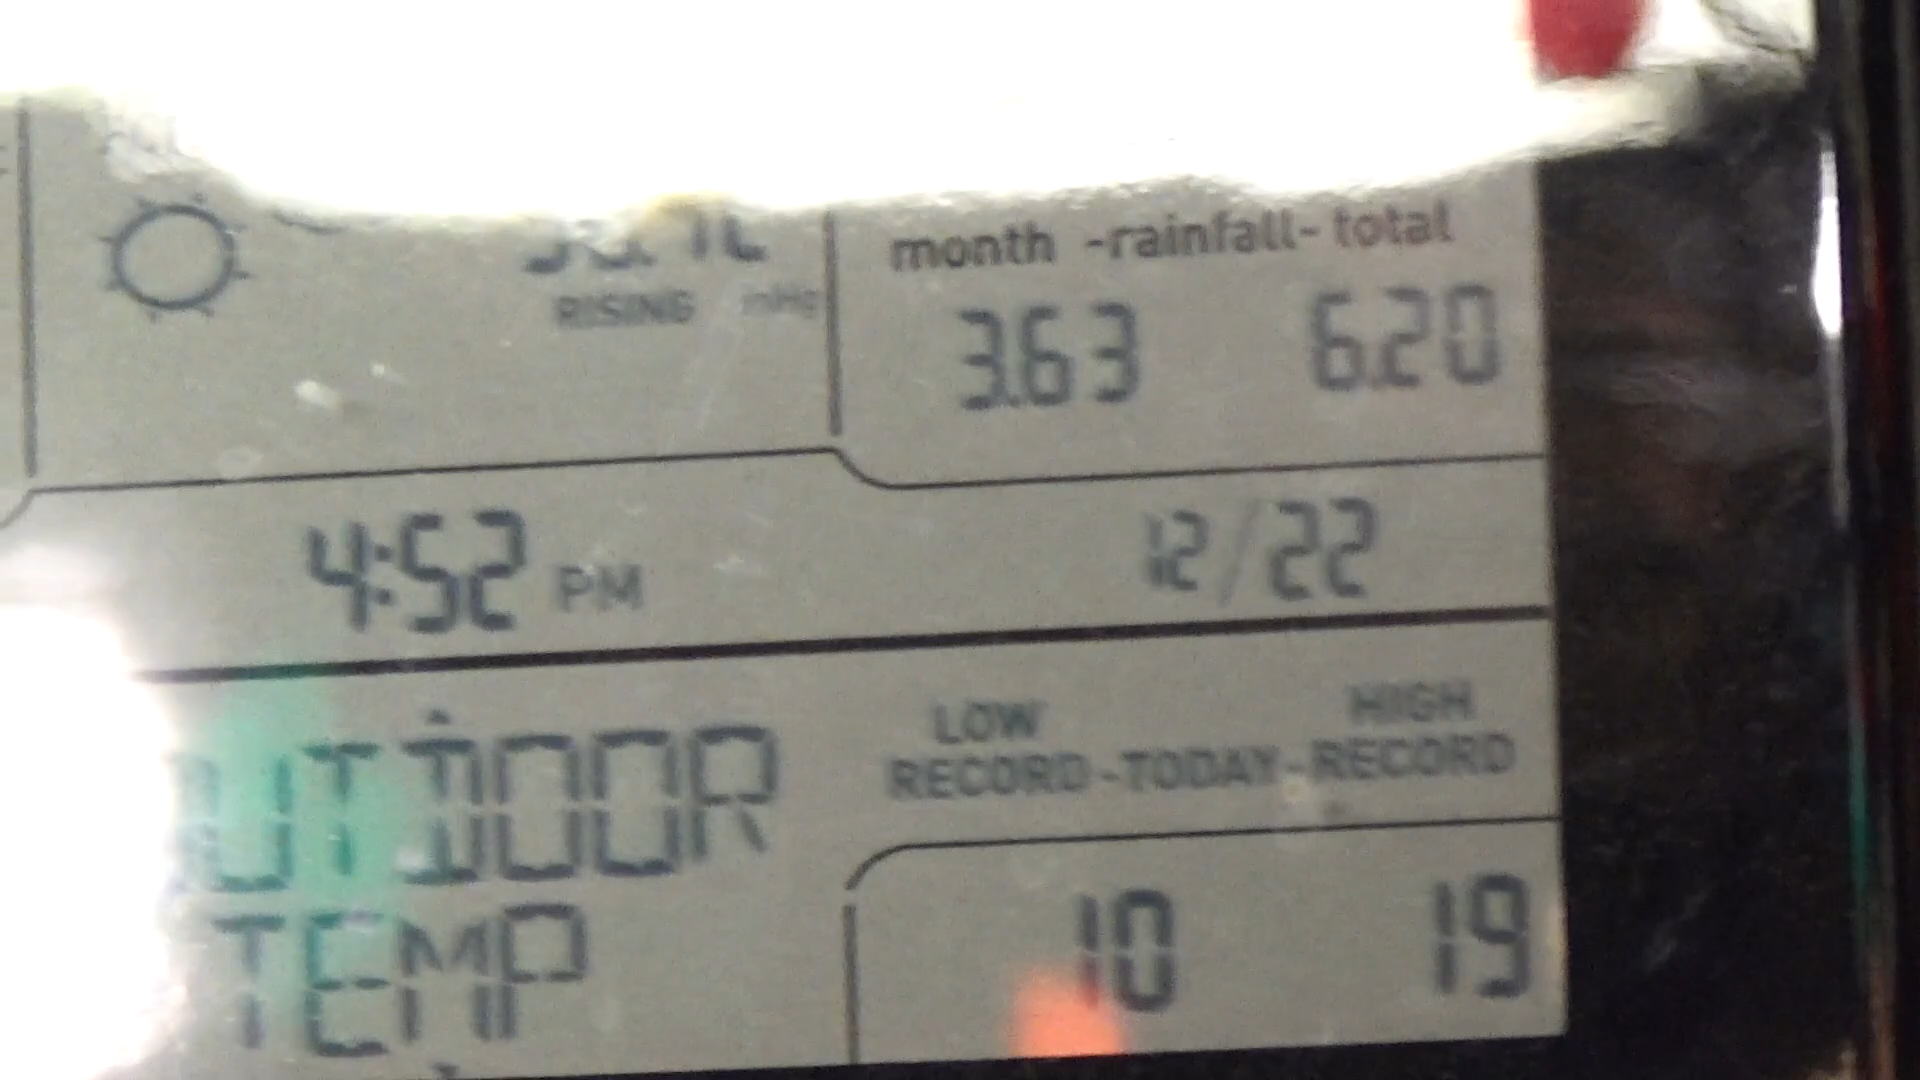 RISING inHg
month -rainfall- total
3.63 6.20
4:52 PM 12/22
LOW HIGH
RECORD -TODAY- RECORD
TEMP
10 19